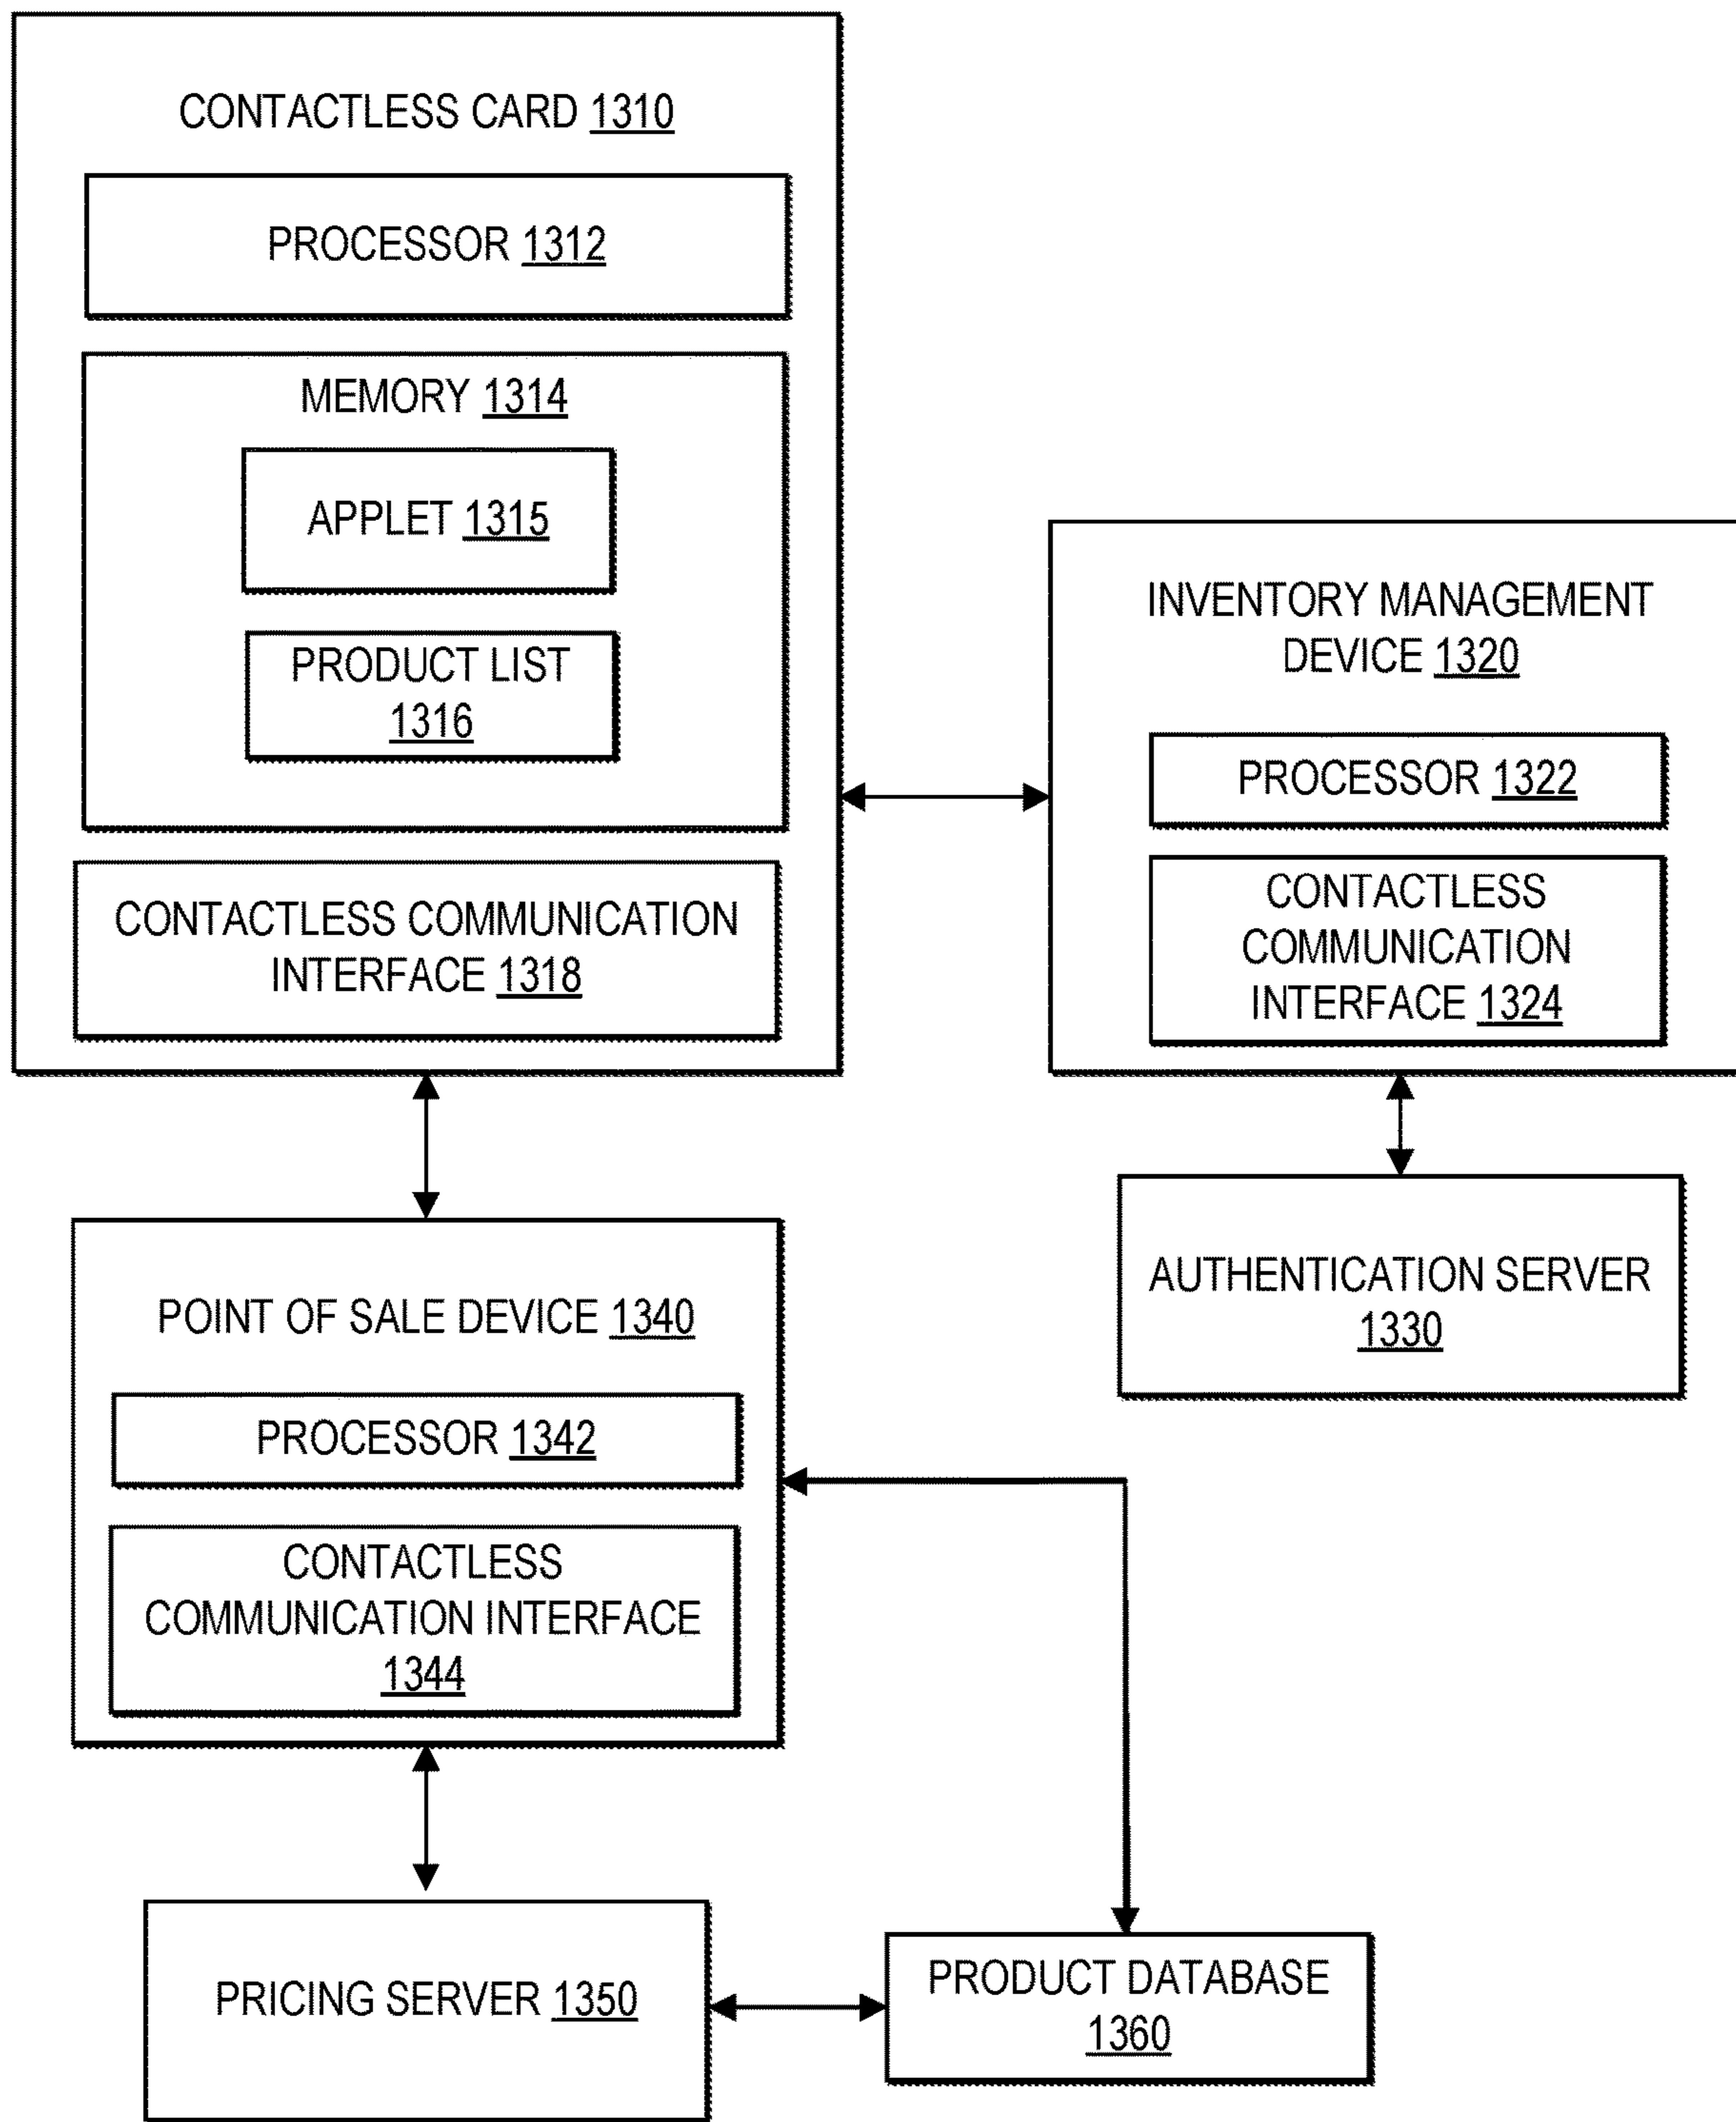 CONTACTLESS CARD 1310
PROCESSOR 1312
MEMORY 1314
APPLET 1315
PRODUCT LIST
1316
CONTACTLESS COMMUNICATION
INTERFACE 1318
INVENTORY MANAGEMENT
DEVICE 1320
PROCESSOR 1322
CONTACTLESS
COMMUNICATION
INTERFACE 1324
AUTHENTICATION SERVER
1330
POINT OF SALE DEVICE 1340
PROCESSOR 1342
CONTACTLESS
COMMUNICATION INTERFACE
1344
PRICING SERVER 1350
PRODUCT DATABASE
1360